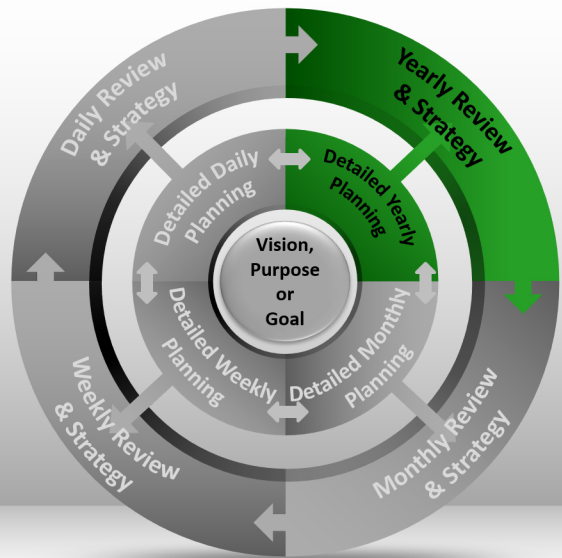 Daily Review
& Strategy
Yearly Review
& Strategy
Detailed Daily
Planning
Detailed Yearly
Planning
Vision,
Purpose
or
Goal
Detailed Weekly
Planning
Detailed Monthly
Planning
Weekly Review
& Strategy
Monthly Review
& Strategy